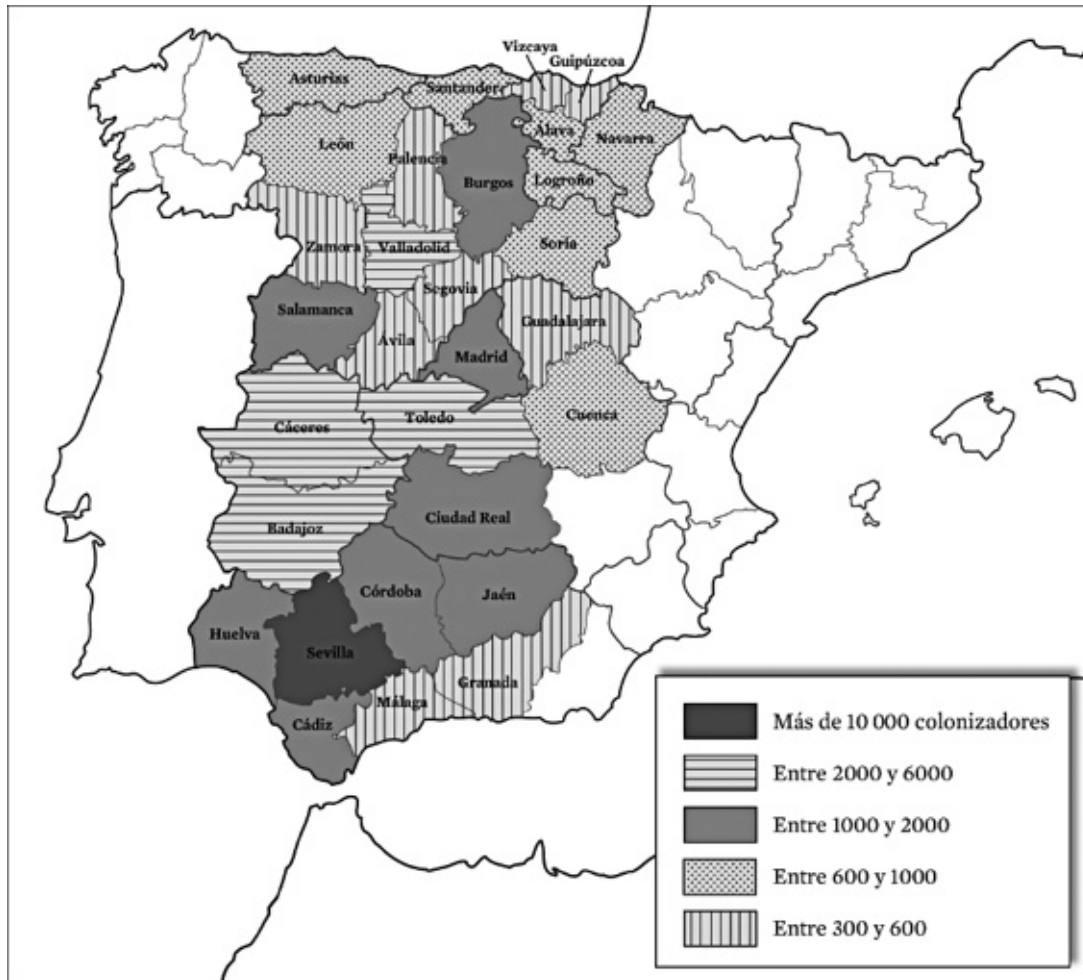 Vizcaya
Guipúzcoa
Asturias
Santander
Álava
Navarra
León
Palencia
Burgos
Logroño
Zamora
Valladolid
Soria
Segovia
Salamanca
Ávila
Guadalajara
Madrid
Cáceres
Toledo
Cuenca
Badajoz
Ciudad Real
Córdoba
Jaén
Huelva
Sevilla
Granada
Málaga
Cádiz
Más de 10 000 colonizadores
Entre 2000 y 6000
Entre 1000 y 2000
Entre 600 y 1000
Entre 300 y 600